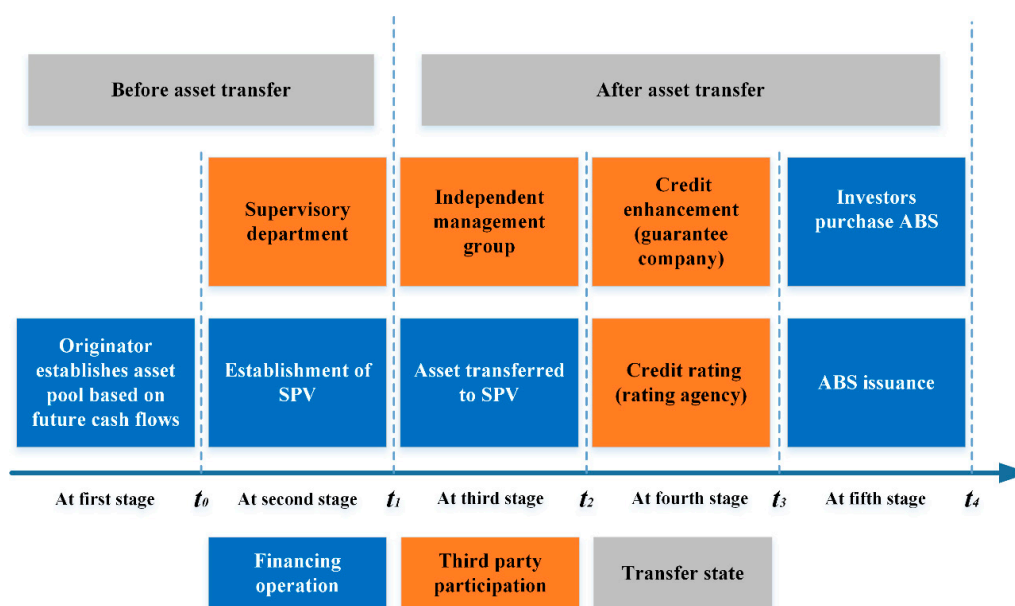 Before asset transfer
After asset transfer
Supervisory
department
Independent
management
group
Credit
enhancement
(guarantee
company)
Investors
purchase ABS
Originator
establishes asset
pool based on
future cash flows
Establishment of
SPV
Asset transferred
to SPV
Credit rating
(rating agency)
ABS issuance
At first stage
t0
At second stage
t1
At third stage
t2
At fourth stage
t3
At fifth stage
t4
Financing
operation
Third party
participation
Transfer state